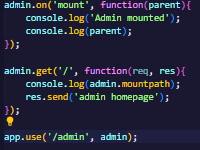 admin.on('mount', function(parent){
    console.log('Admin mounted');
    console.log(parent);
});

admin.get('/', function(req, res){
    console.log(admin.mountpath);
    res.send('admin homepage');
});

app.use('/admin', admin);